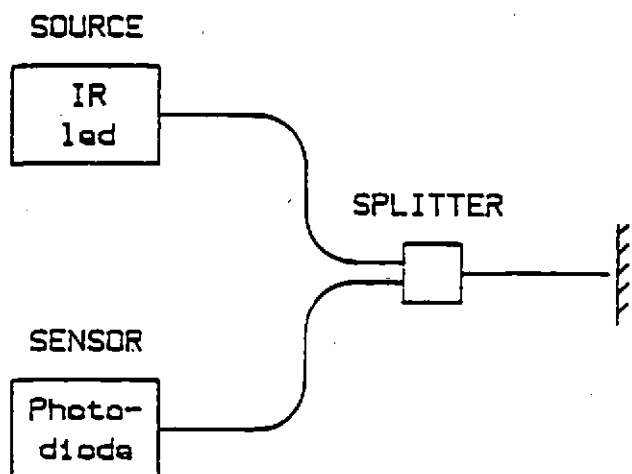 SOURCE
IR
led
SPLITTER
SENSOR
Photo-
diode